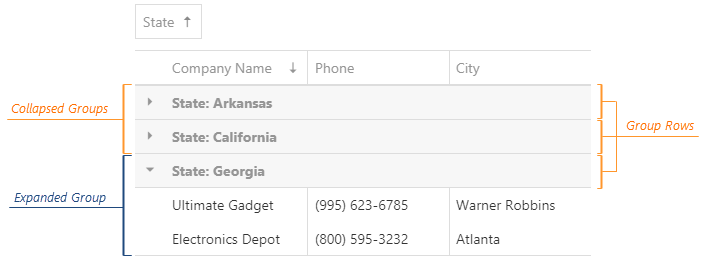 State ↑
Company Name ↓ Phone City
Collapsed Groups
State: Arkansas
State: California
Group Rows
State: Georgia
Expanded Group
Ultimate Gadget (995) 623-6785 Warner Robbins
Electronics Depot (800) 595-3232 Atlanta